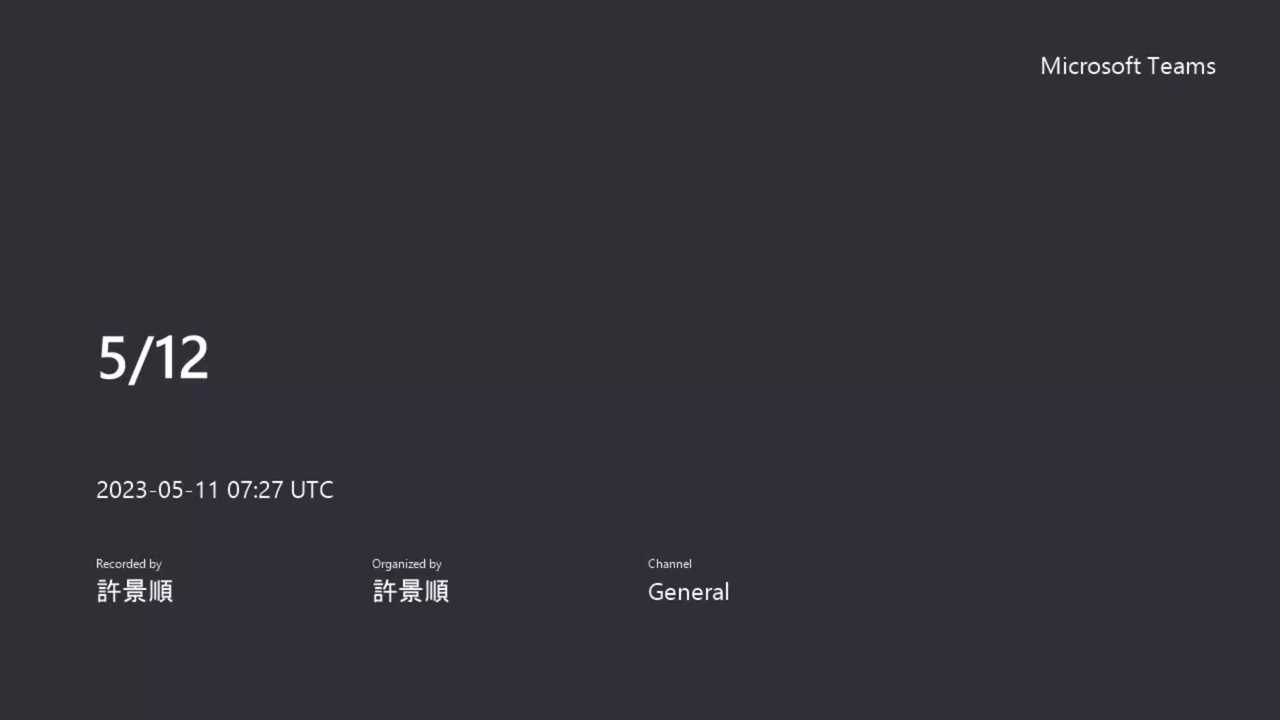 Microsoft Teams
5/12
2023-05-11 07:27 UTC
Recorded by
許景順
Organized by
許景順
Channel
General